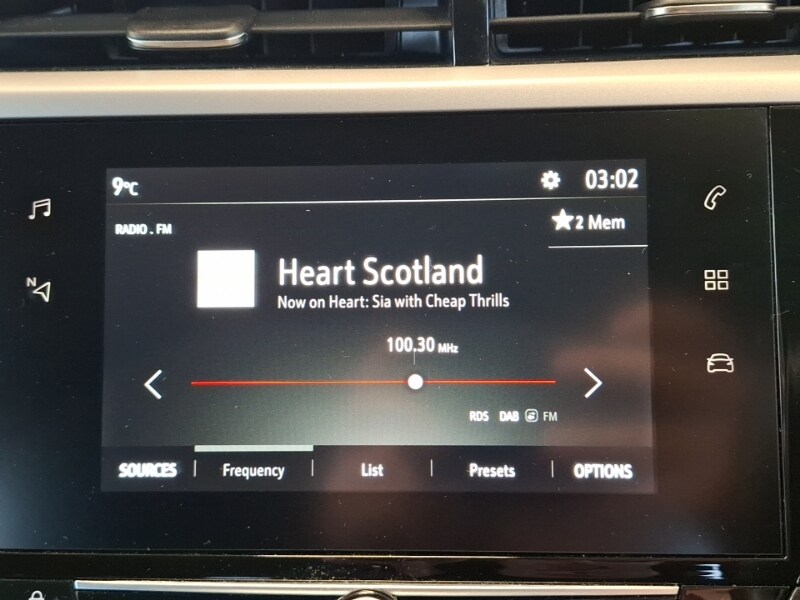 9°C 03:02
RADIO . FM
2 Mem
Heart Scotland
Now on Heart: Sia with Cheap Thrills
100.30 MHz
N
RDS DAB FM
SOURCES Frequency List Presets OPTIONS